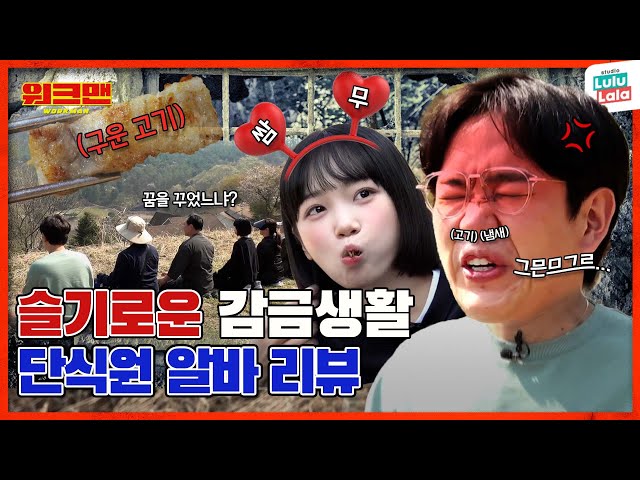 워크맨
WORKMAN
studio
Lulu
Lala
(구운 고기)
쌈
무
꿈을 꾸었느냐?
(고기) (냄새)
그믄므그르...
슬기로운 감금생활
단식원 알바 리뷰